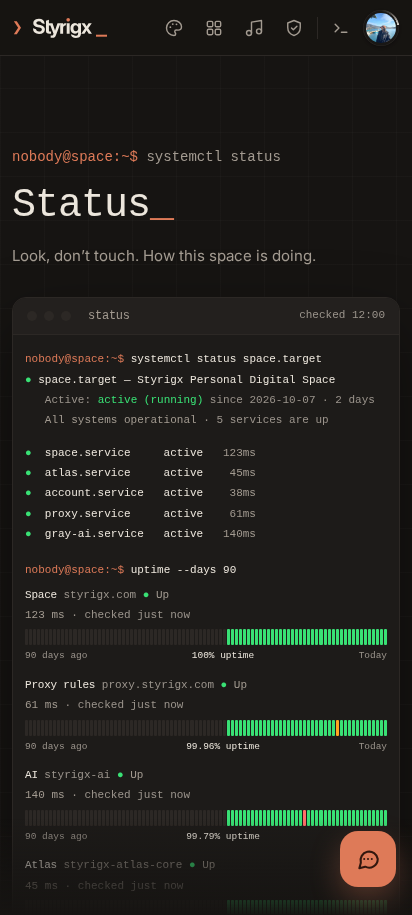 ❯ Styrigx _
nobody@space:~$ systemctl status
Status_
Look, don’t touch. How this space is doing.
status checked 12:00
nobody@space:~$ systemctl status space.target
● space.target — Styrigx Personal Digital Space
Active: active (running) since 2026-10-07 · 2 days
All systems operational · 5 services are up
● space.service active 123ms
● atlas.service active 45ms
● account.service active 38ms
● proxy.service active 61ms
● gray-ai.service active 140ms
nobody@space:~$ uptime --days 90
Space styrigx.com ● Up
123 ms · checked just now
90 days ago 100% uptime Today
Proxy rules proxy.styrigx.com ● Up
61 ms · checked just now
90 days ago 99.96% uptime Today
AI styrigx-ai ● Up
140 ms · checked just now
90 days ago 99.79% uptime
Atlas styrigx-atlas-core ● Up
45 ms · checked just now